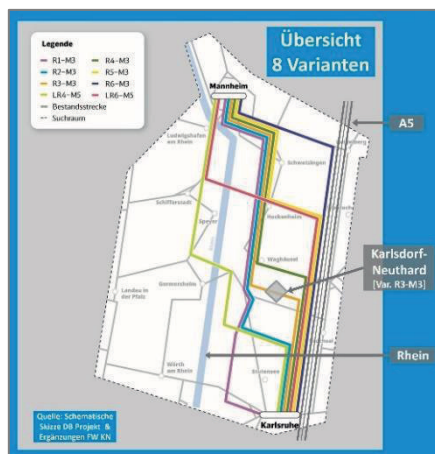 Übersicht
8 Varianten
Legende
R1-M3
R2-M3
R3-M3
LR4-M5
Bestandsstrecke
Suchraum
R4-M3
R5-M3
R6-M3
LR6-M5
Mannheim
A5
Ludwigshafen
am Rhein
Schwetzingen
Schifferstadt
Speyer
Hockenheim
Waghäusel
Karlsdorf-
Neuthard
[Var. R3-M3]
Germersheim
Landau in
der Pfalz
Rhein
Wörth
am Rhein
Karlsruhe
Quelle: Schematische
Skizze DB Projekt &
Ergänzungen FW KN